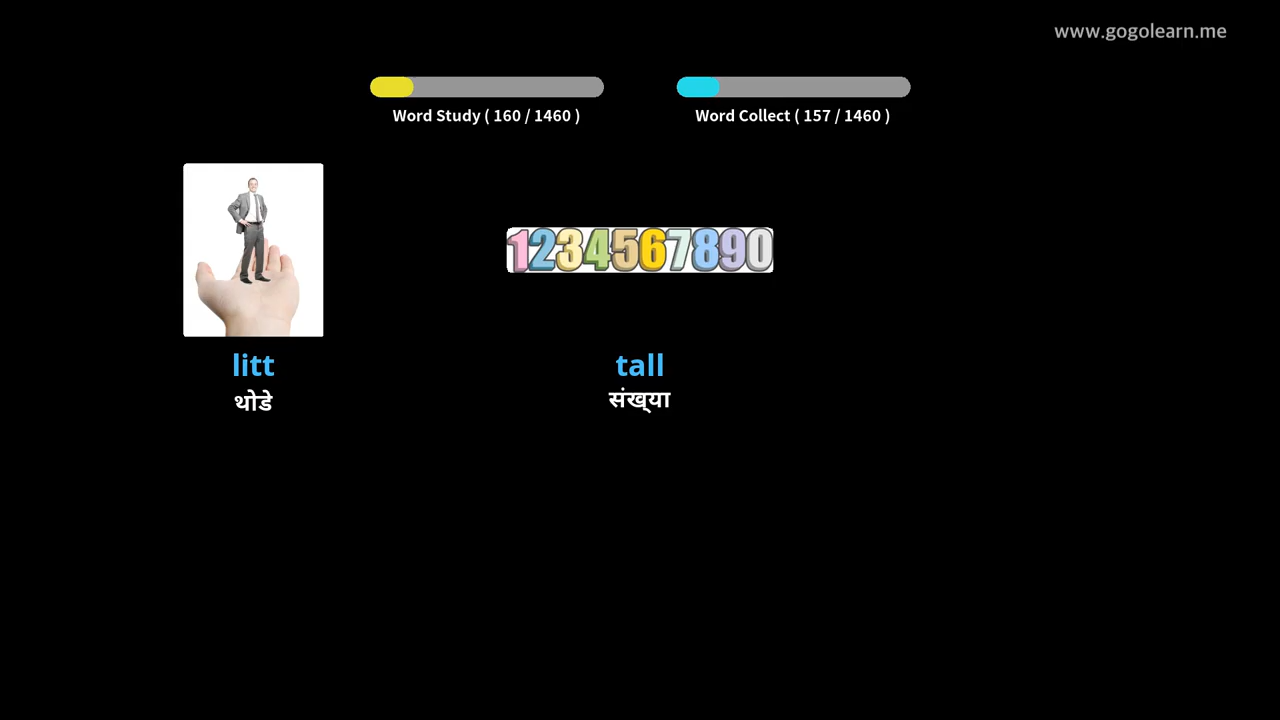 www.gogolearn.me
Word Study ( 160 / 1460 )
Word Collect ( 157 / 1460 )
1234567890
litt
थोडे
tall
संख्या